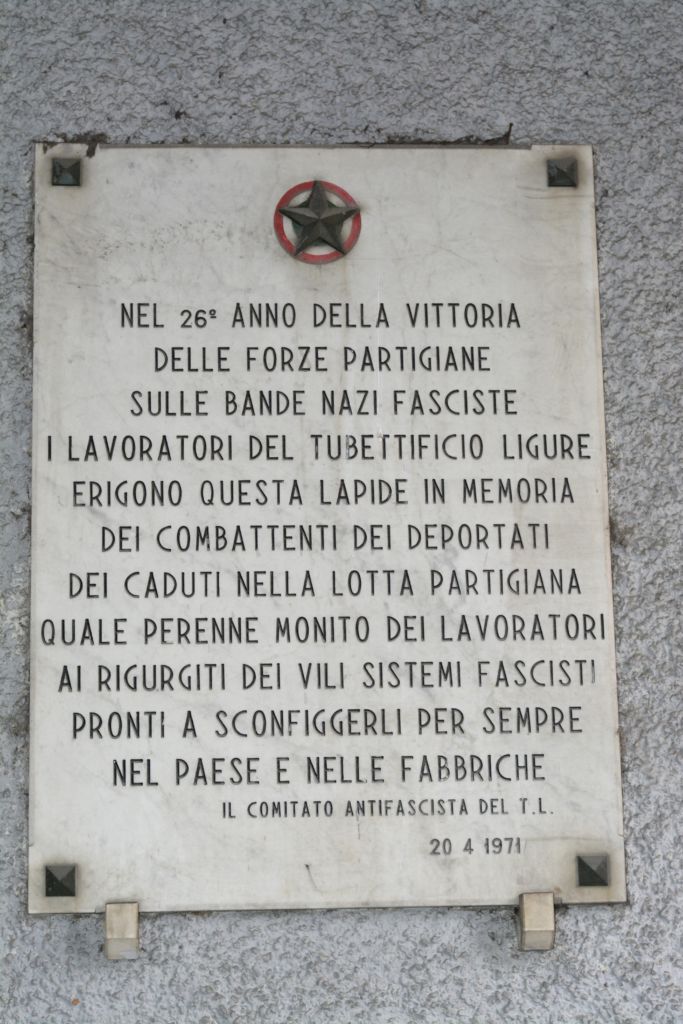 NEL 26º ANNO DELLA VITTORIA
DELLE FORZE PARTIGIANE
SULLE BANDE NAZI FASCISTE
I LAVORATORI DEL TUBETTIFICIO LIGURE
ERIGONO QUESTA LAPIDE IN MEMORIA
DEI COMBATTENTI DEI DEPORTATI
DEI CADUTI NELLA LOTTA PARTIGIANA
QUALE PERENNE MONITO DEI LAVORATORI
AI RIGURGITI DEI VILI SISTEMI FASCISTI
PRONTI A SCONFIGGERLI PER SEMPRE
NEL PAESE E NELLE FABBRICHE
IL COMITATO ANTIFASCISTA DEL T.L.
20 4 1971